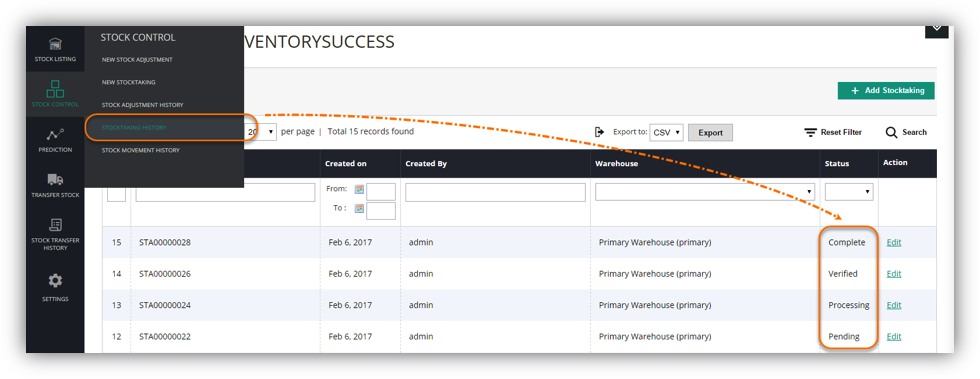 STOCK LISTING
STOCK CONTROL
PREDICTION
TRANSFER STOCK
STOCK TRANSFER
HISTORY
SETTINGS
STOCK CONTROL
NEW STOCK ADJUSTMENT
NEW STOCKTAKING
STOCK ADJUSTMENT HISTORY
STOCKTAKING HISTORY
STOCK MOVEMENT HISTORY
VENTORYSUCCESS
+ Add Stocktaking
20 per page | Total 15 records found Export to: CSV Export Reset Filter Search
Created on Created By Warehouse Status Action
From:
To :
15 STA00000028 Feb 6, 2017 admin Primary Warehouse (primary) Complete Edit
14 STA00000026 Feb 6, 2017 admin Primary Warehouse (primary) Verified Edit
13 STA00000024 Feb 6, 2017 admin Primary Warehouse (primary) Processing Edit
12 STA00000022 Feb 6, 2017 admin Primary Warehouse (primary) Pending Edit